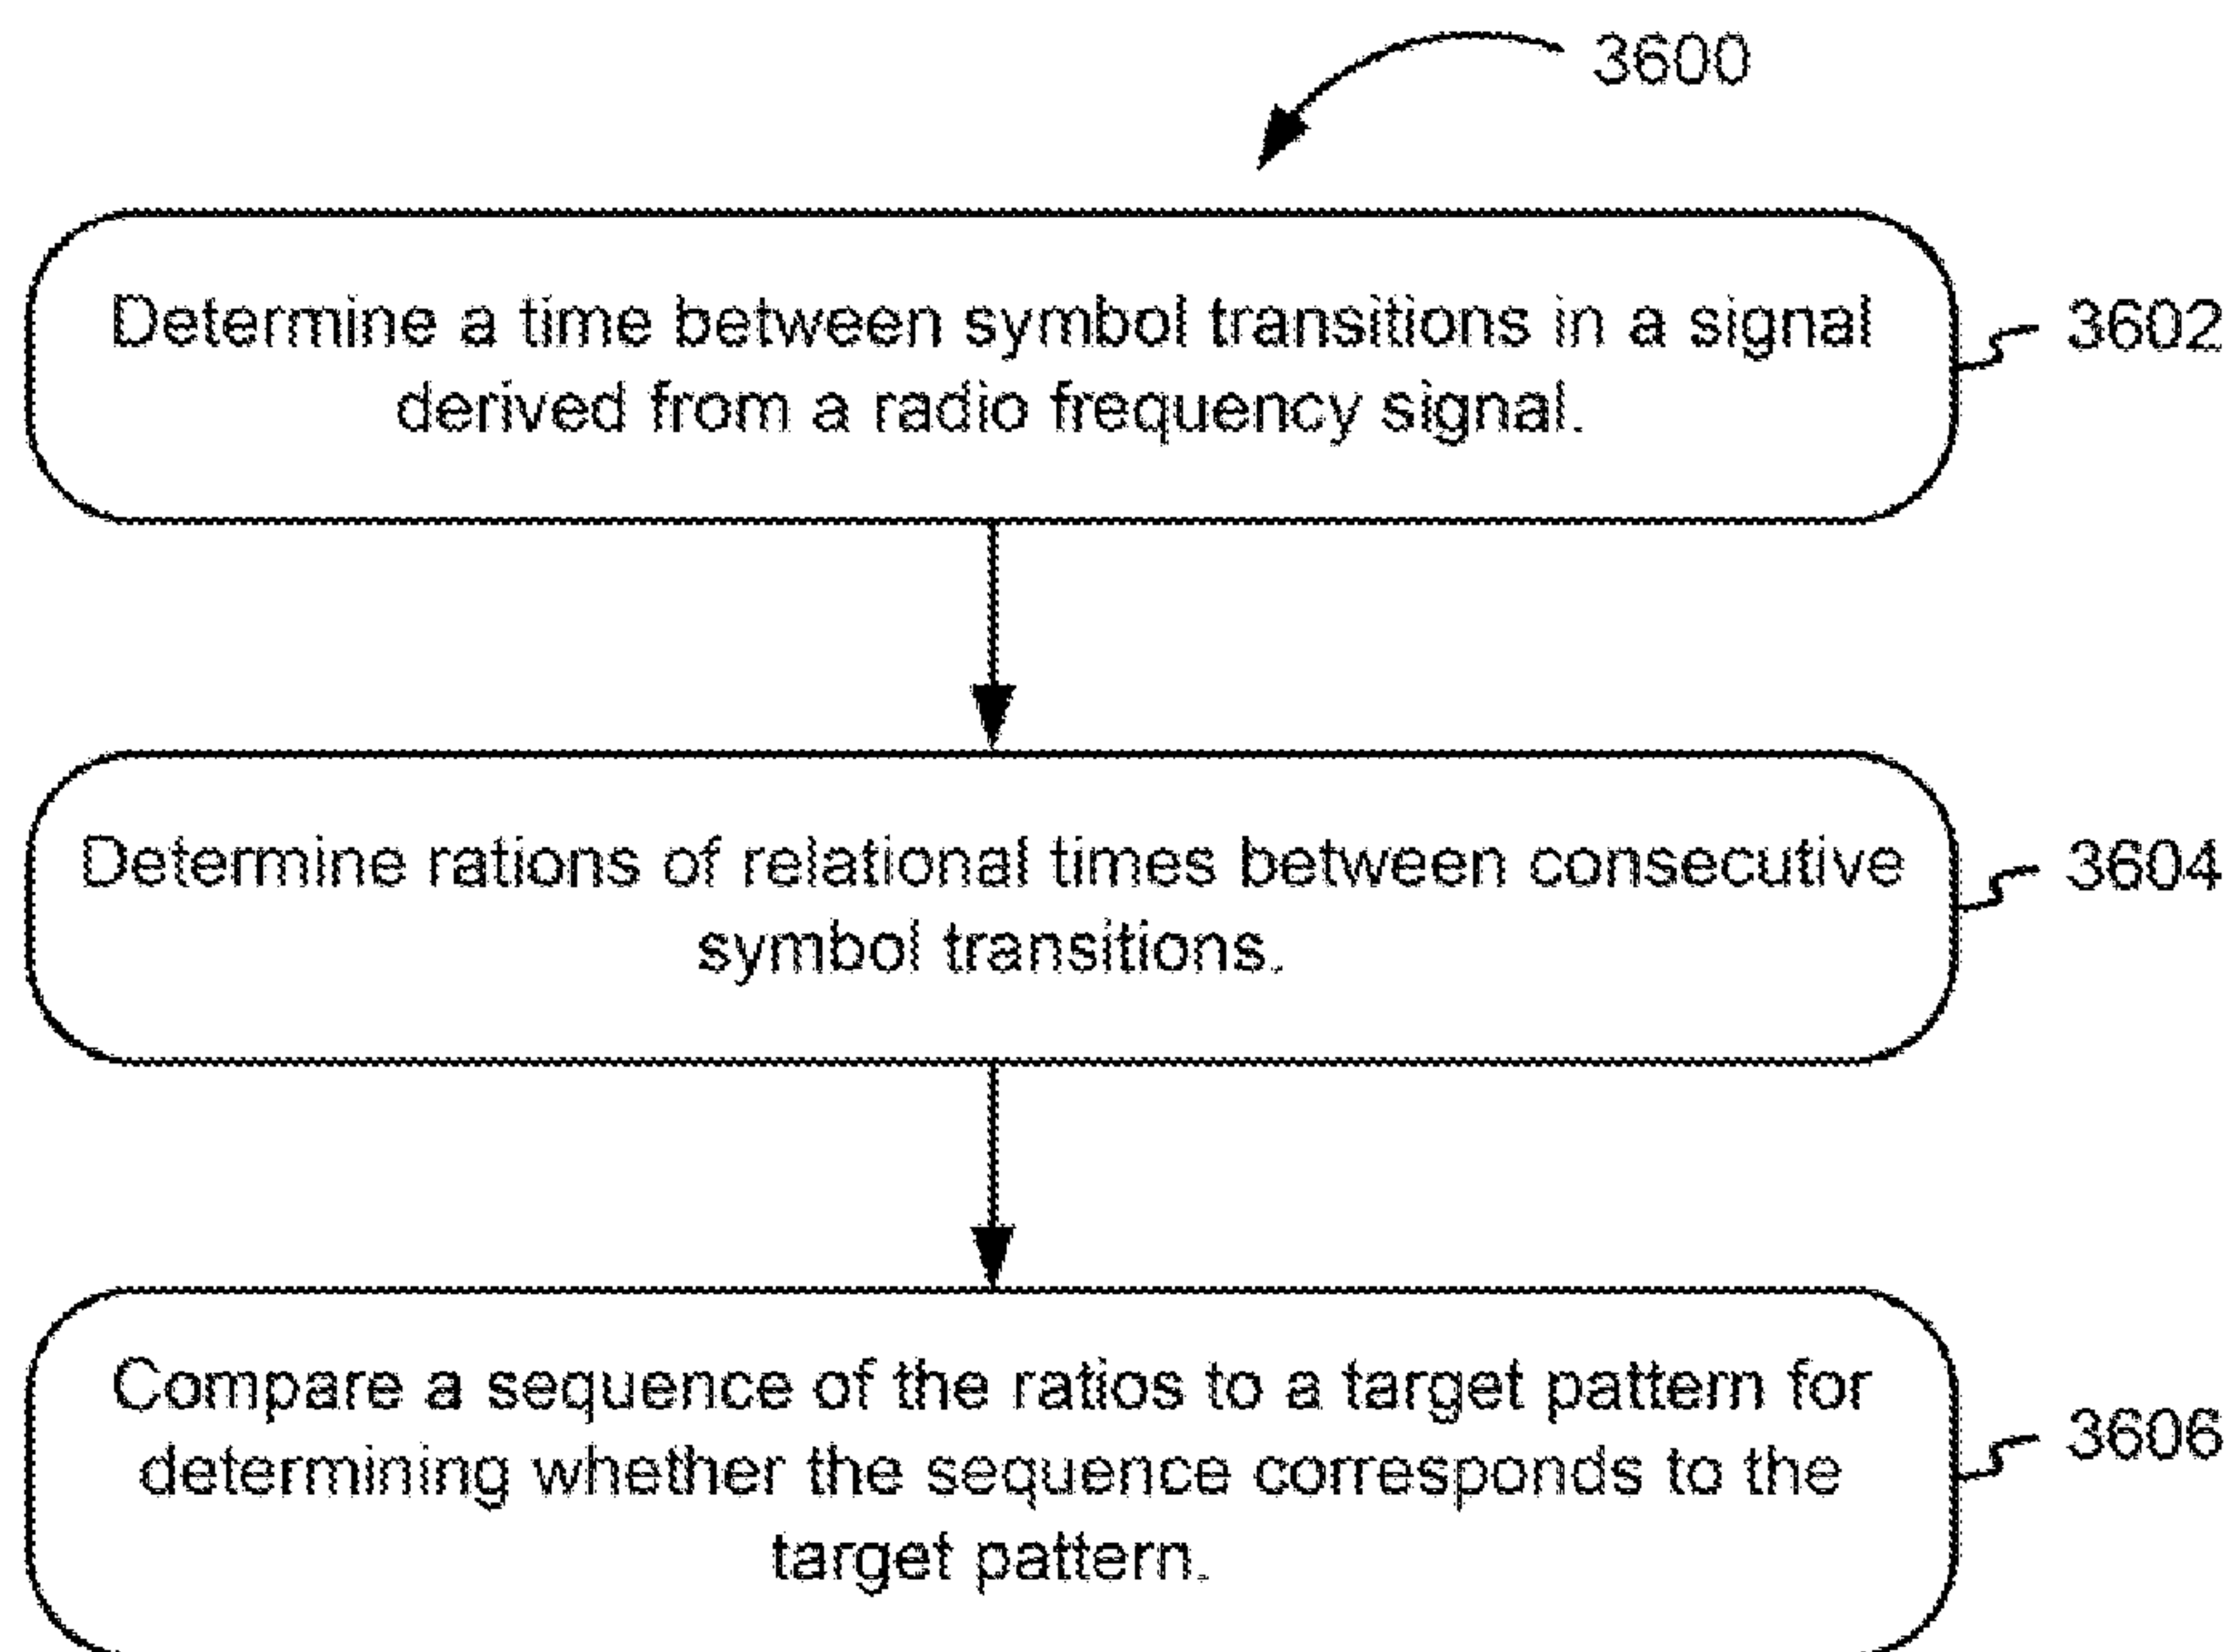 3600
Determine a time between symbol transitions in a signal
derived from a radio frequency signal.
3602
Determine rations of relational times between consecutive
symbol transitions.
3604
Compare a sequence of the ratios to a target pattern for
determining whether the sequence corresponds to the
target pattern.
3606